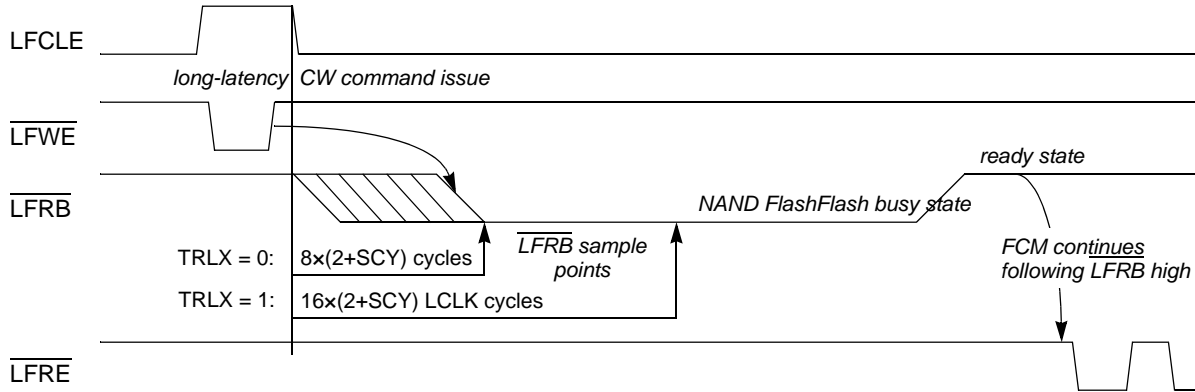 LFCLE
long-latency CW command issue
LFWE
ready state
LFRB
NAND FlashFlash busy state
TRLX = 0: 8×(2+SCY) cycles
LFRB sample
points
FCM continues
following LFRB high
TRLX = 1: 16×(2+SCY) LCLK cycles
LFRE